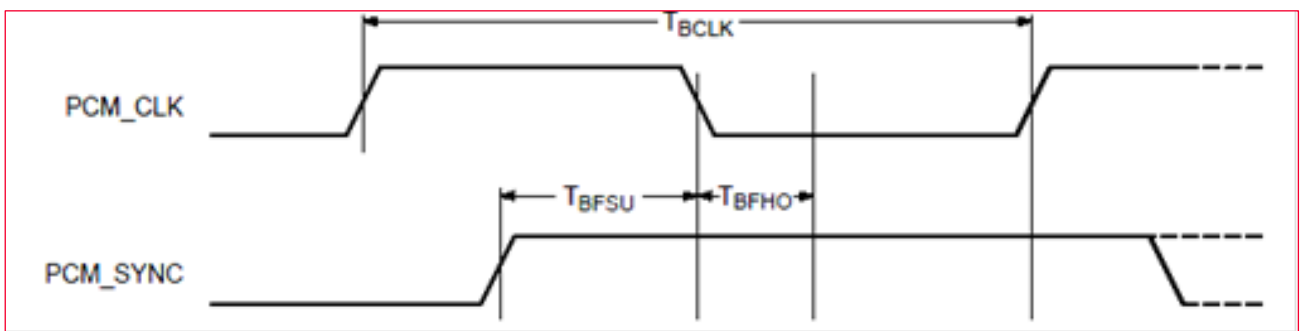 TBCLK
PCM_CLK
TBFSU
TBFHO
PCM_SYNC